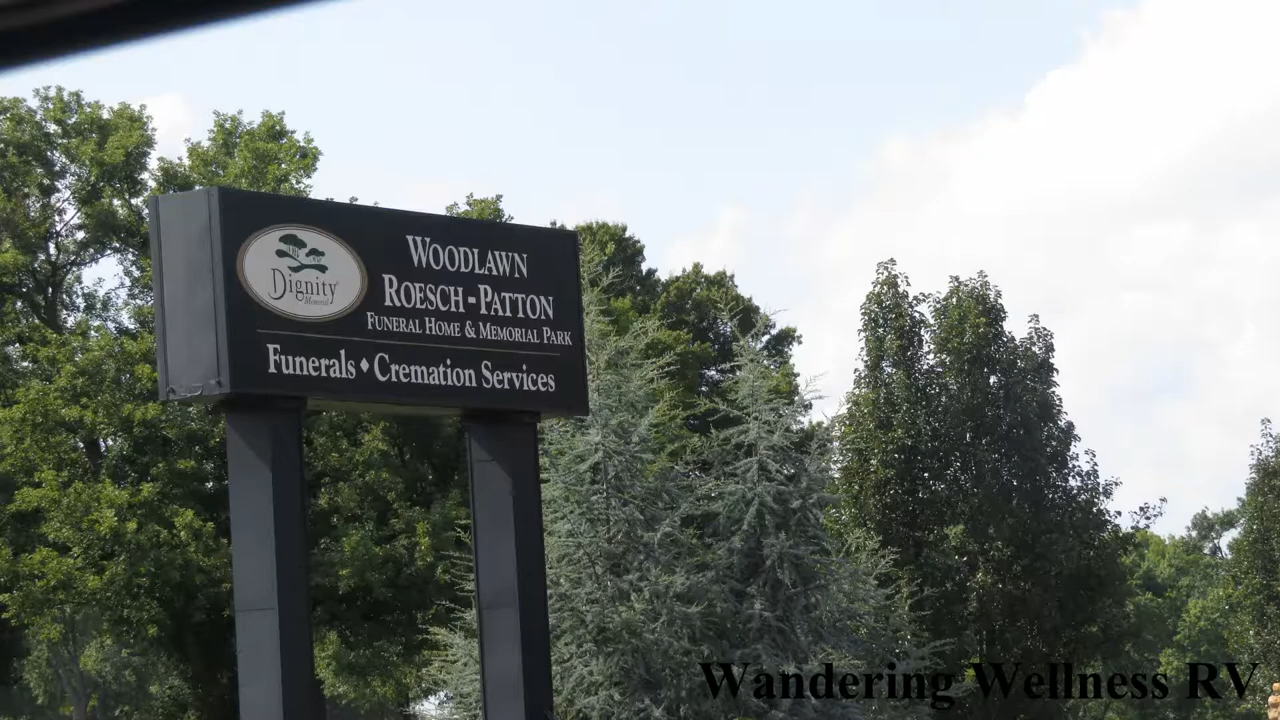 Dignity
Memorial
WOODLAWN
ROESCH-PATTON
FUNERAL HOME & MEMORIAL PARK
Funerals ♦ Cremation Services
Wandering Wellness RV